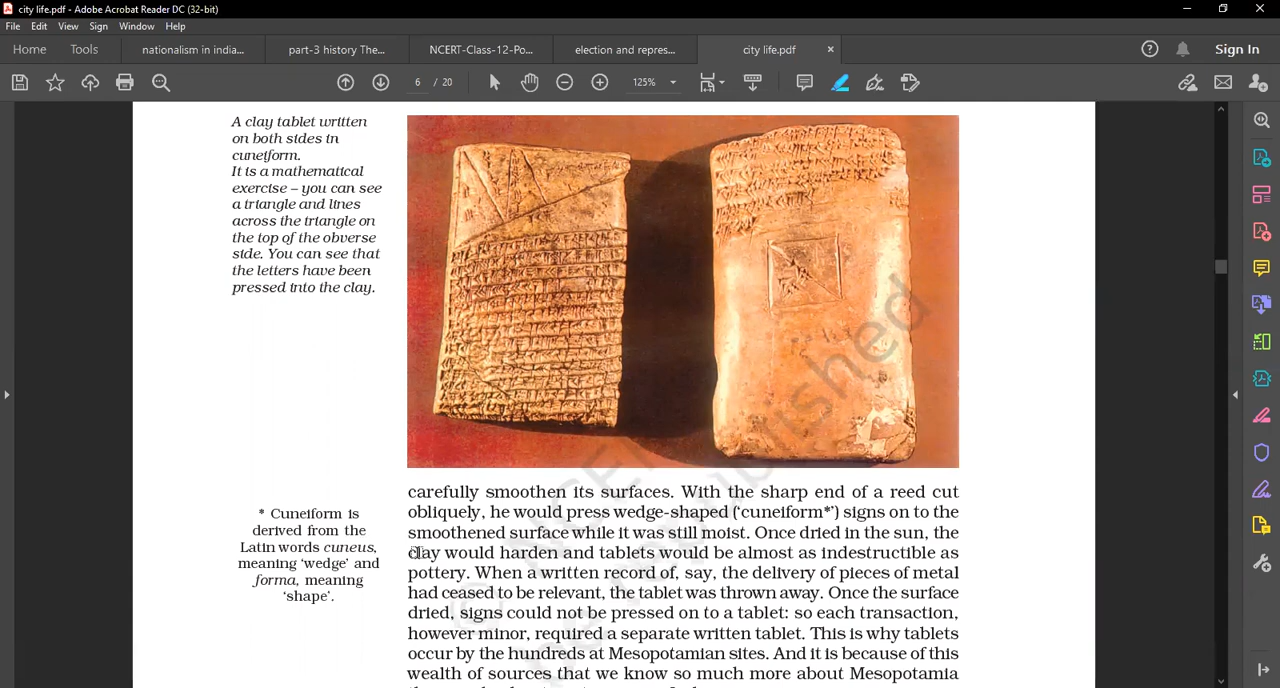 city life.pdf - Adobe Acrobat Reader DC (32-bit)
File Edit View Sign Window Help
Home Tools nationalism in india... part-3 history The... NCERT-Class-12-Po... election and repres... city life.pdf × Sign In
6 / 20 125%
A clay tablet written
on both sides in
cuneiform.
It is a mathematical
exercise – you can see
a triangle and lines
across the triangle on
the top of the obverse
side. You can see that
the letters have been
pressed into the clay.
* Cuneiform is
derived from the
Latin words cuneus,
meaning ‘wedge’ and
forma, meaning
‘shape’.
carefully smoothen its surfaces. With the sharp end of a reed cut
obliquely, he would press wedge-shaped (‘cuneiform*’) signs on to the
smoothened surface while it was still moist. Once dried in the sun, the
clay would harden and tablets would be almost as indestructible as
pottery. When a written record of, say, the delivery of pieces of metal
had ceased to be relevant, the tablet was thrown away. Once the surface
dried, signs could not be pressed on to a tablet: so each transaction,
however minor, required a separate written tablet. This is why tablets
occur by the hundreds at Mesopotamian sites. And it is because of this
wealth of sources that we know so much more about Mesopotamia